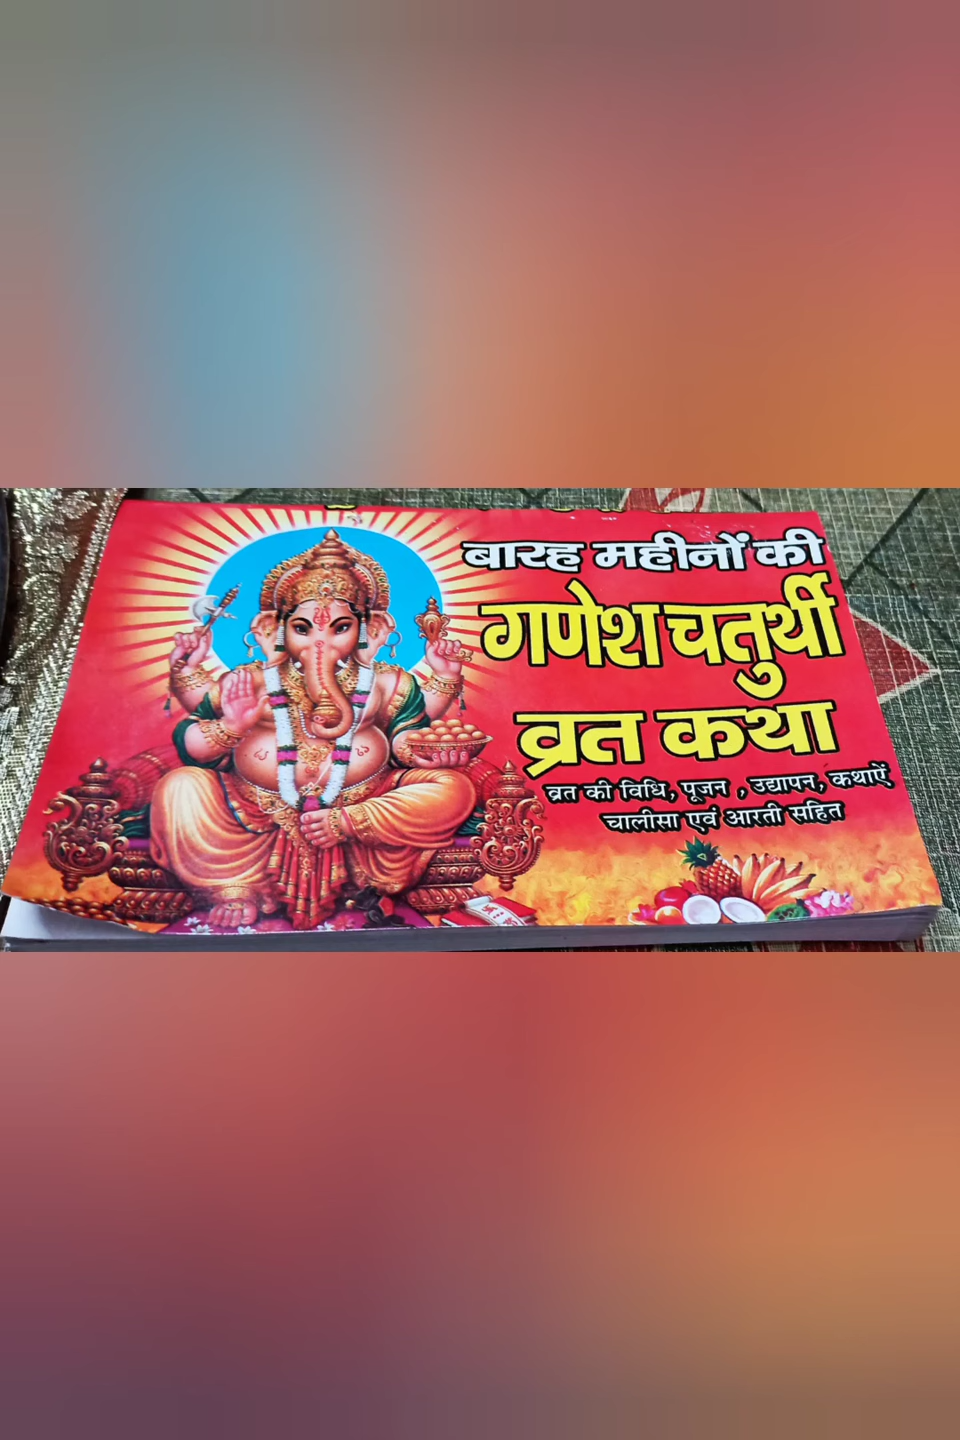 बारह महीनों की
गणेश चतुर्थी
व्रत कथा
व्रत की विधि, पूजन , उद्यापन, कथाऐं
चालीसा एवं आरती सहित